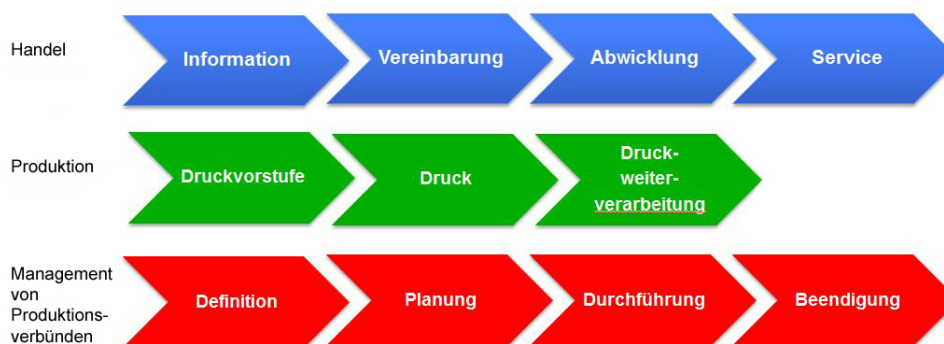 Handel
Information
Vereinbarung
Abwicklung
Service
Produktion
Druckvorstufe
Druck
Druck-
weiter-
verarbeitung
Management
von
Produktions-
verbünden
Definition
Planung
Durchführung
Beendigung